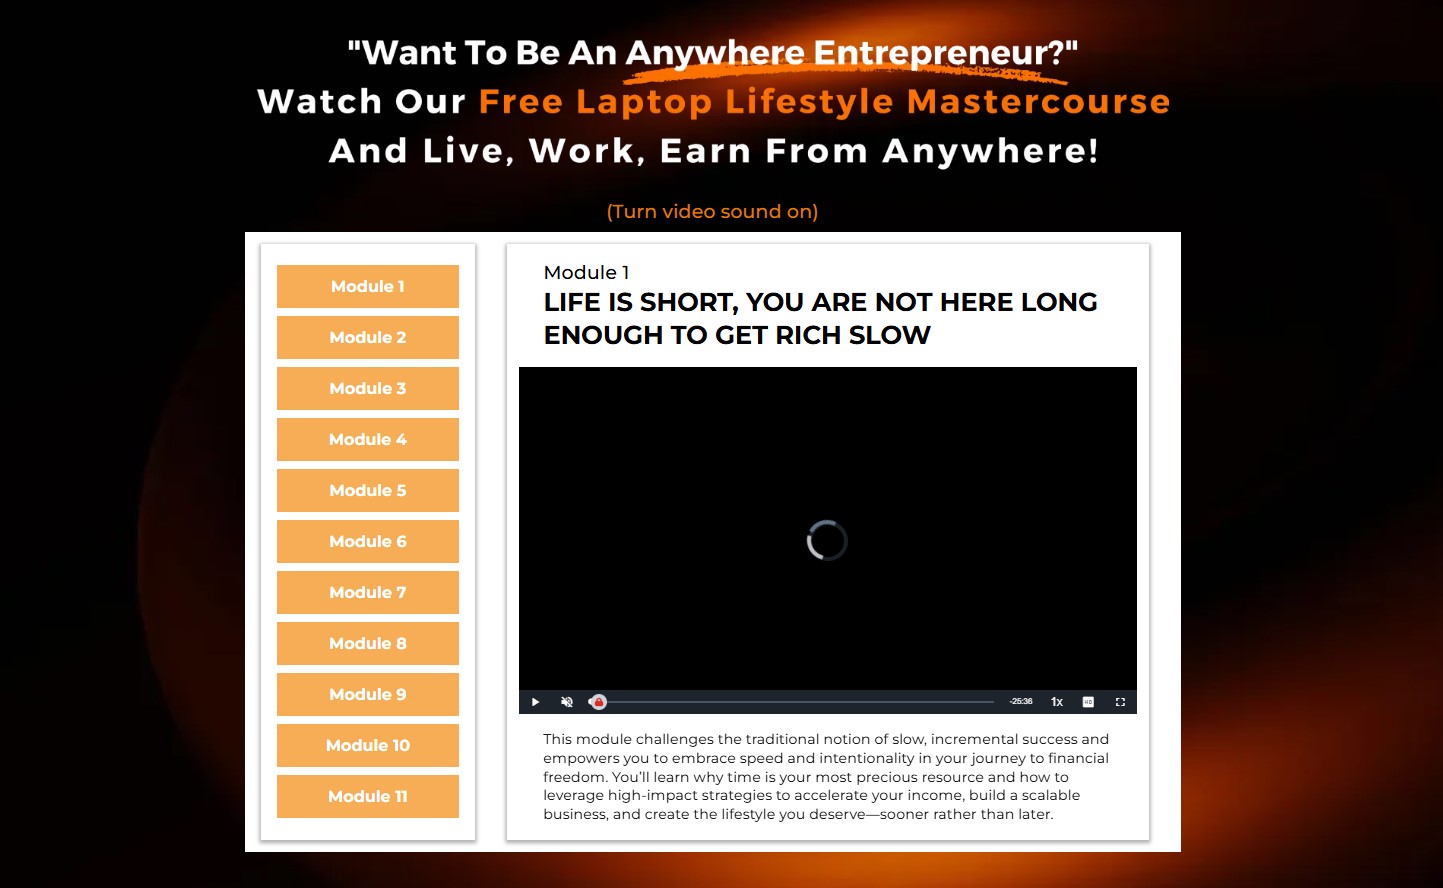 "Want To Be An Anywhere Entrepreneur?"
Watch Our Free Laptop Lifestyle Mastercourse
And Live, Work, Earn From Anywhere!
(Turn video sound on)
Module 1
Module 2
Module 3
Module 4
Module 5
Module 6
Module 7
Module 8
Module 9
Module 10
Module 11
Module 1
LIFE IS SHORT, YOU ARE NOT HERE LONG
ENOUGH TO GET RICH SLOW
-25:36
1x
HD
This module challenges the traditional notion of slow, incremental success and
empowers you to embrace speed and intentionality in your journey to financial
freedom. You’ll learn why time is your most precious resource and how to
leverage high-impact strategies to accelerate your income, build a scalable
business, and create the lifestyle you deserve—sooner rather than later.